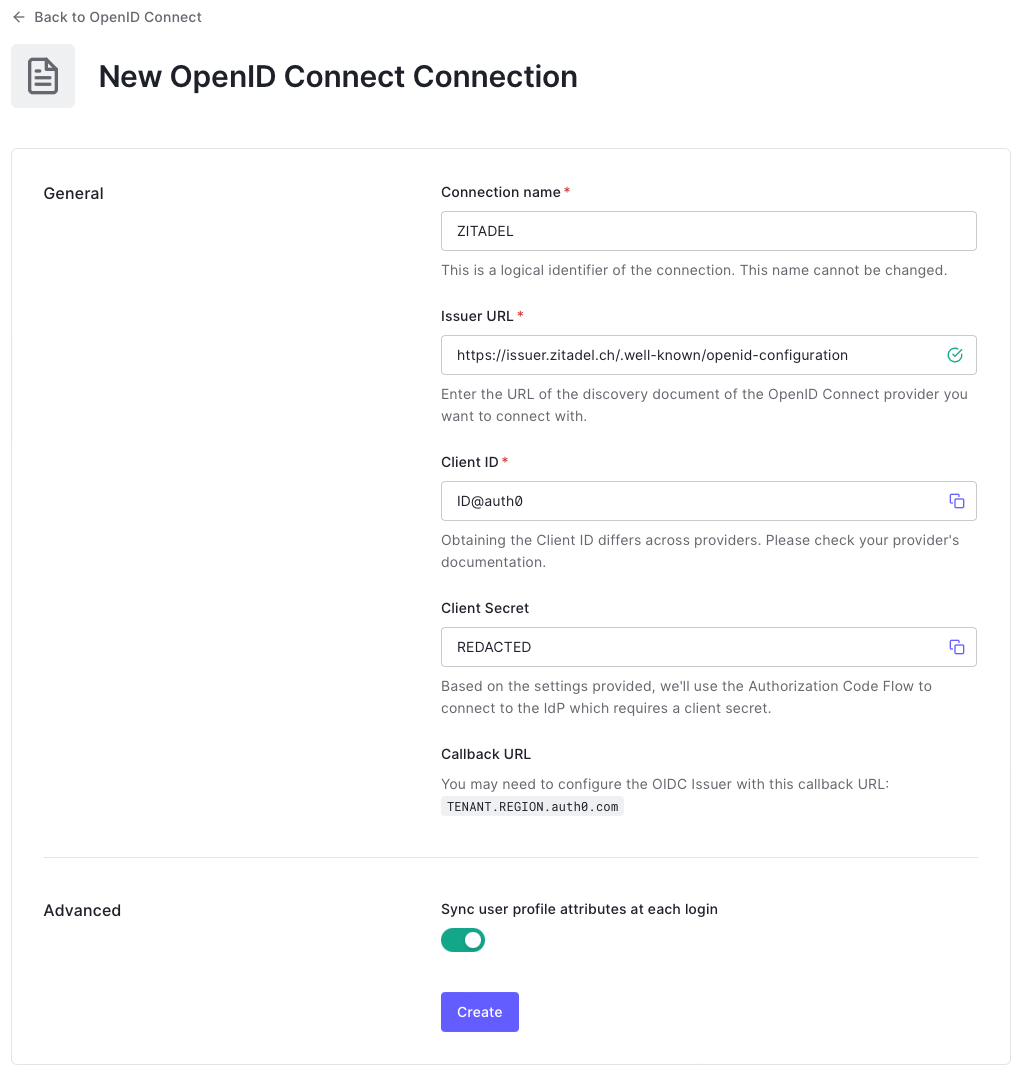 Back to OpenID Connect
New OpenID Connect Connection
General
Connection name*
ZITADEL
This is a logical identifier of the connection. This name cannot be changed.
Issuer URL*
https://issuer.zitadel.ch/.well-known/openid-configuration
Enter the URL of the discovery document of the OpenID Connect provider you
want to connect with.
Client ID*
ID@auth0
Obtaining the Client ID differs across providers. Please check your provider's
documentation.
Client Secret
REDACTED
Based on the settings provided, we'll use the Authorization Code Flow to
connect to the IdP which requires a client secret.
Callback URL
You may need to configure the OIDC Issuer with this callback URL:
TENANT.REGION.auth0.com
Advanced
Sync user profile attributes at each login
Create